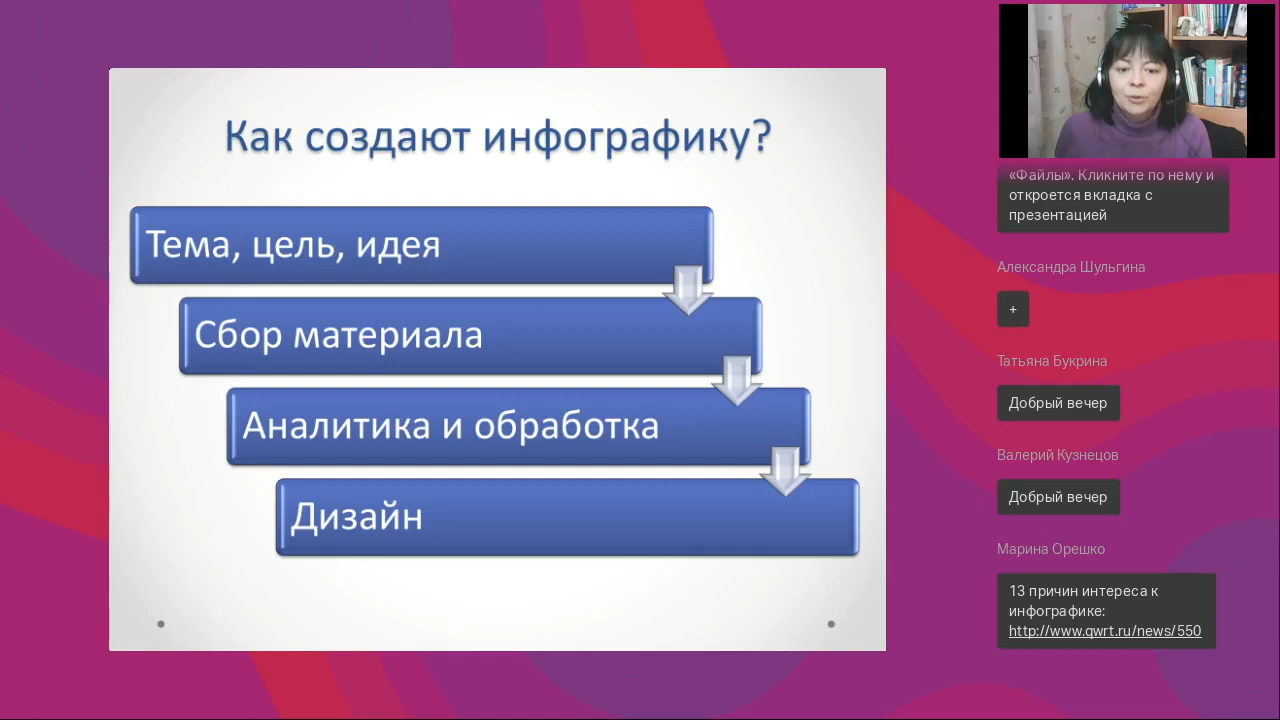 Как создают инфографику?
Тема, цель, идея
Сбор материала
Аналитика и обработка
Дизайн
«Файлы». Кликните по нему и
откроется вкладка с
презентацией
Александра Шульгина
+
Татьяна Букрина
Добрый вечер
Валерий Кузнецов
Добрый вечер
Марина Орешко
13 причин интереса к
инфографике:
http://www.qwrt.ru/news/550